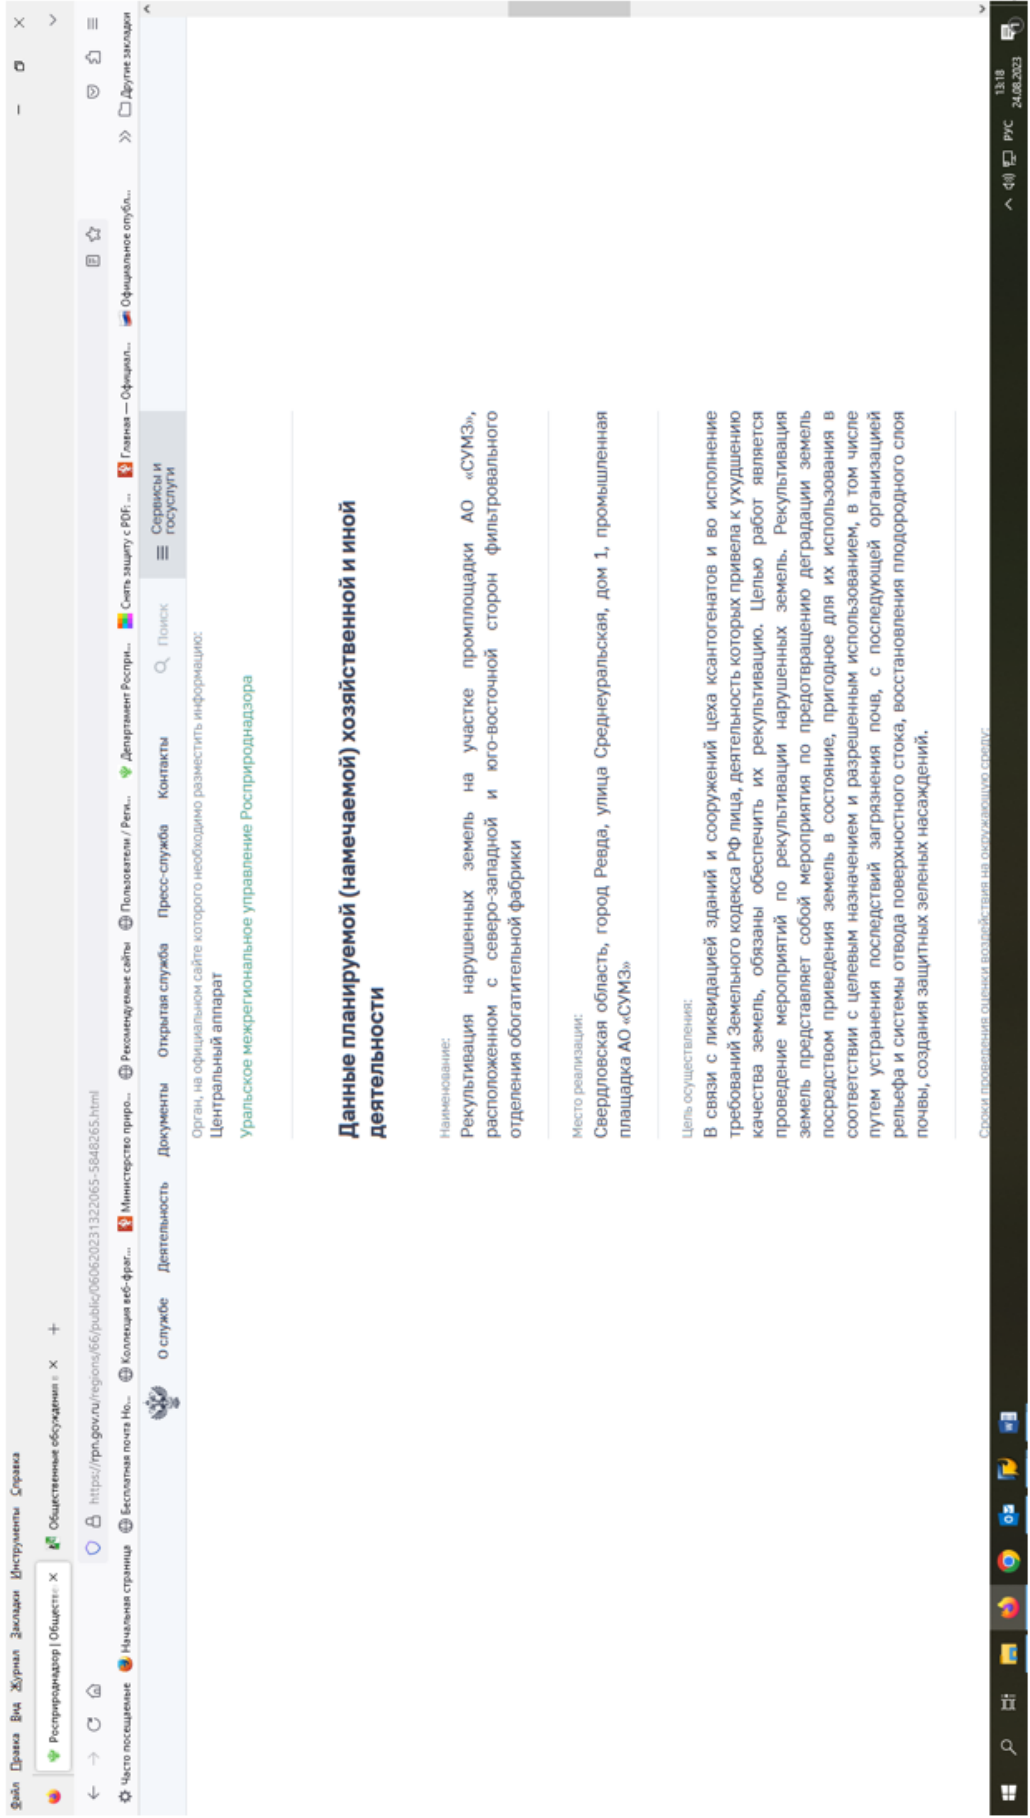 Файл Правка Вид Журнал Закладки Инструменты Справка
Росприроднадзор | Обществе
Общественные обсуждения в
https://rpn.gov.ru/regions/66/public/060620231322065-5848265.html
Часто посещаемые
Начальная страница
Бесплатная почта Но...
Коллекция веб-фраг...
Министерство приро...
Рекомендуемые сайты
Пользователи / Реги...
Департамент Роспри...
Снять защиту с PDF: ...
Главная — Официал...
Официальное опубл...
Другие закладки
О службе Деятельность Документы Открытая служба Пресс-служба Контакты Поиск
Сервисы и
госуслуги
Орган, на официальном сайте которого необходимо разместить информацию:
Центральный аппарат
Уральское межрегиональное управление Росприроднадзора
Данные планируемой (намечаемой) хозяйственной и иной
деятельности
Наименование:
Рекультивация нарушенных земель на участке промплощадки АО «СУМЗ»,
расположенном с северо-западной и юго-восточной сторон фильтровального
отделения обогатительной фабрики
Место реализации:
Свердловская область, город Ревда, улица Среднеуральская, дом 1, промышленная
площадка АО «СУМЗ»
Цель осуществления:
В связи с ликвидацией зданий и сооружений цеха ксантогенатов и во исполнение
требований Земельного кодекса РФ лица, деятельность которых привела к ухудшению
качества земель, обязаны обеспечить их рекультивацию. Целью работ является
проведение мероприятий по рекультивации нарушенных земель. Рекультивация
земель представляет собой мероприятия по предотвращению деградации земель
посредством приведения земель в состояние, пригодное для их использования в
соответствии с целевым назначением и разрешенным использованием, в том числе
путем устранения последствий загрязнения почв, с последующей организацией
рельефа и системы отвода поверхностного стока, восстановления плодородного слоя
почвы, создания защитных зеленых насаждений.
Сроки проведения оценки воздействия на окружающую среду:
РУС
13:18
24.08.2023